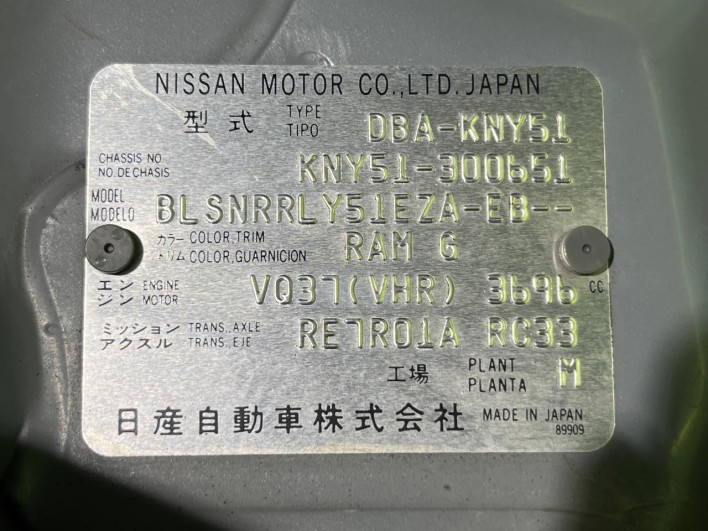 NISSAN MOTOR CO.,LTD. JAPAN
型式 TYPE TIPO DBA-KNY51
CHASSIS NO. NO. DE CHASIS KNY51-300651
MODEL MODELO BLSNRRLY51EZA-EB--
カラー COLOR,TRIM トリム COLOR,GUARNICION RAM G
エンジン ENGINE MOTOR VQ37(VHR) 3696 CC
ミッション TRANS.,AXLE アクスル TRANS. EJE RE7R01A RC33
工場 PLANT PLANTA M
日産自動車株式会社 MADE IN JAPAN
89909